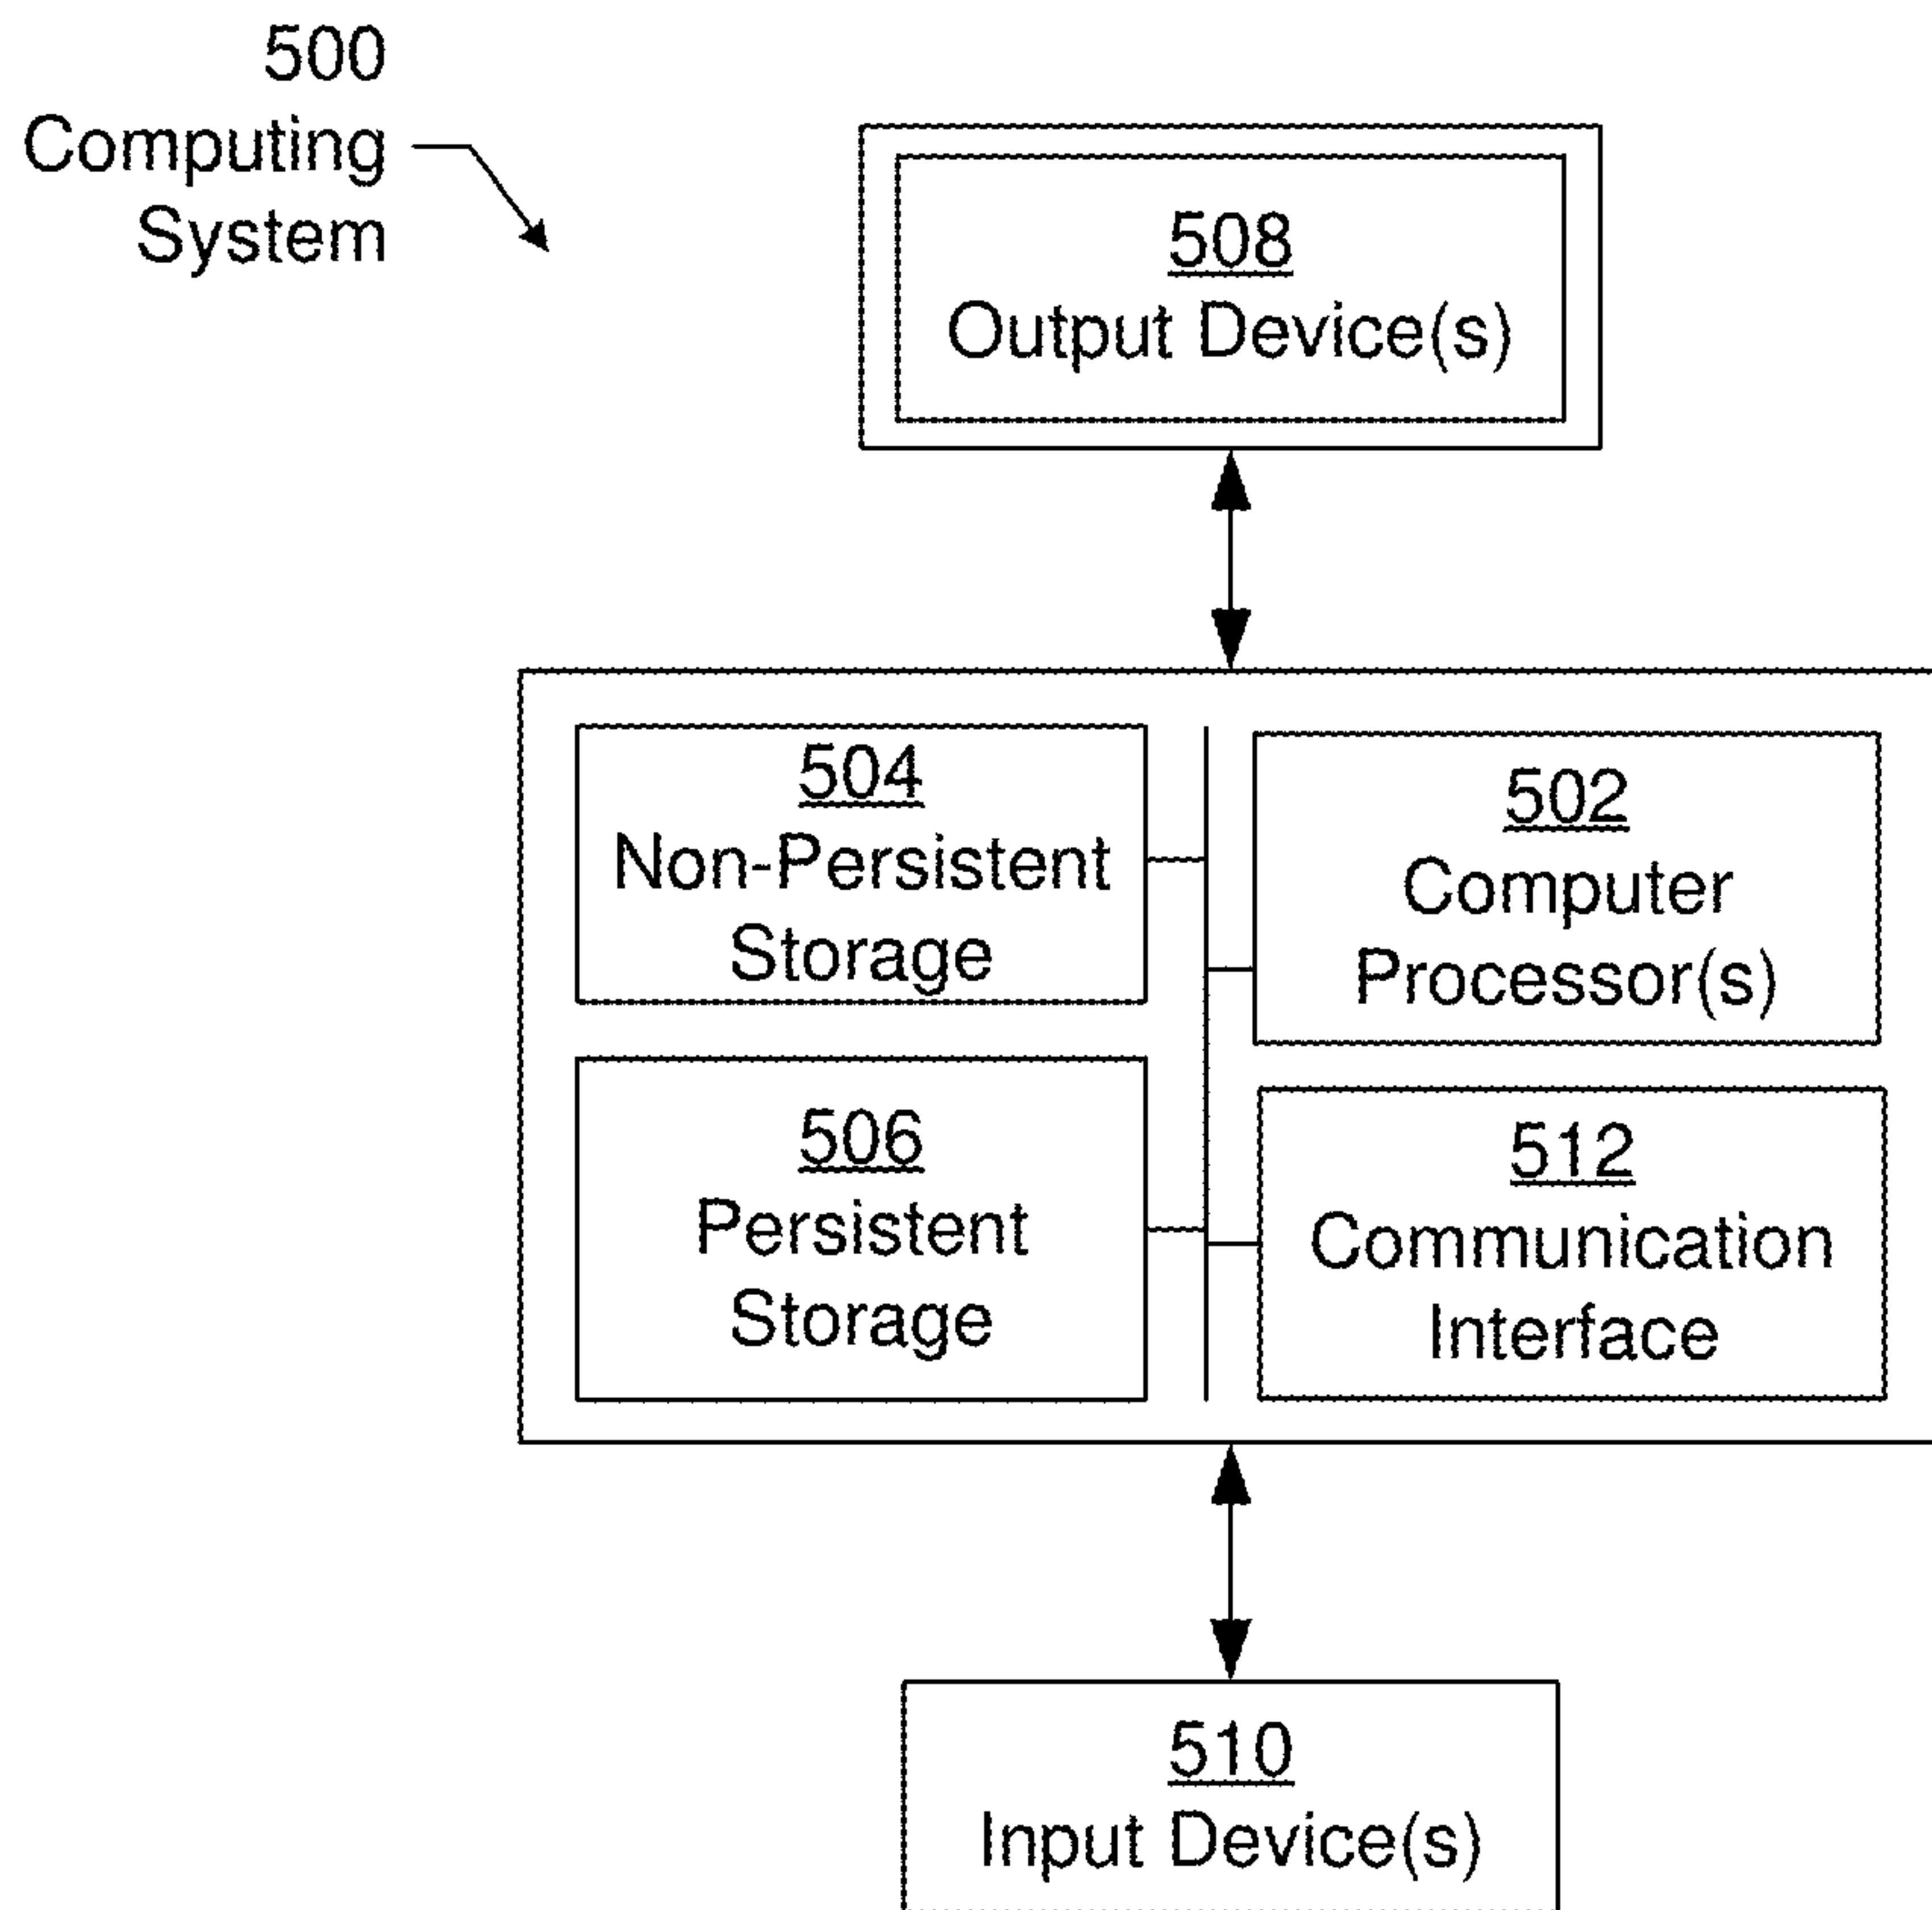 500
Computing
System
508
Output Device(s)
504
Non-Persistent
Storage
502
Computer
Processor(s)
506
Persistent
Storage
512
Communication
Interface
510
Input Device(s)